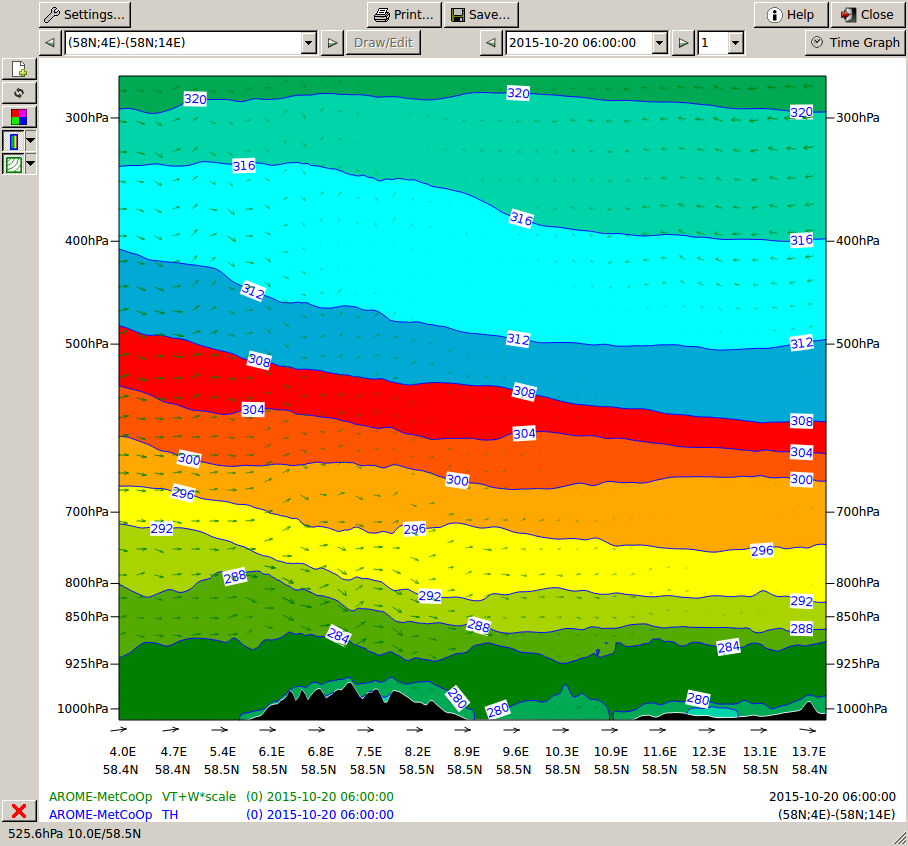 Settings... Print... Save... Help Close
(58N;4E)-(58N;14E) Draw/Edit 2015-10-20 06:00:00 1 Time Graph
320 320 320
300hPa 300hPa
316 316 316
400hPa 400hPa
312 312 312
500hPa 500hPa
308 308 308
304 304 304
300 300 300
296 296 296
700hPa 700hPa
292 292 292
288 288 288
800hPa 800hPa
850hPa 850hPa
284 284
925hPa 925hPa
280 280 280
1000hPa 1000hPa
4.0E 4.7E 5.4E 6.1E 6.8E 7.5E 8.2E 8.9E 9.6E 10.3E 10.9E 11.6E 12.3E 13.1E 13.7E
58.4N 58.4N 58.5N 58.5N 58.5N 58.5N 58.5N 58.5N 58.5N 58.5N 58.5N 58.5N 58.5N 58.5N 58.4N
AROME-MetCoOp VT+W*scale (0) 2015-10-20 06:00:00 2015-10-20 06:00:00
AROME-MetCoOp TH (0) 2015-10-20 06:00:00 (58N;4E)-(58N;14E)
525.6hPa 10.0E/58.5N